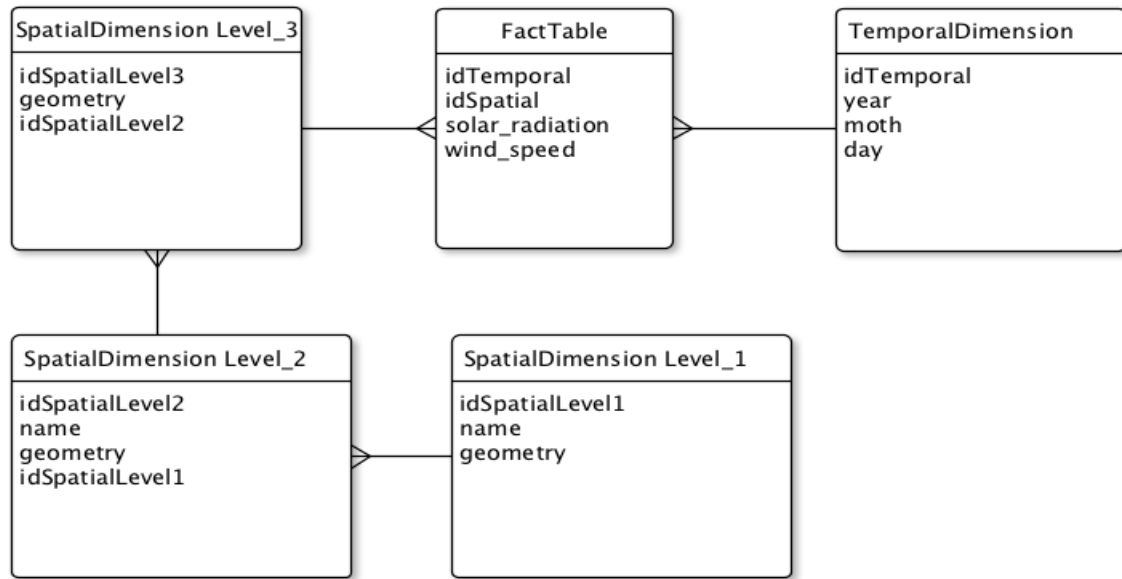 SpatialDimension Level_3
idSpatialLevel3
geometry
idSpatialLevel2
FactTable
idTemporal
idSpatial
solar_radiation
wind_speed
TemporalDimension
idTemporal
year
moth
day
SpatialDimension Level_2
idSpatialLevel2
name
geometry
idSpatialLevel1
SpatialDimension Level_1
idSpatialLevel1
name
geometry